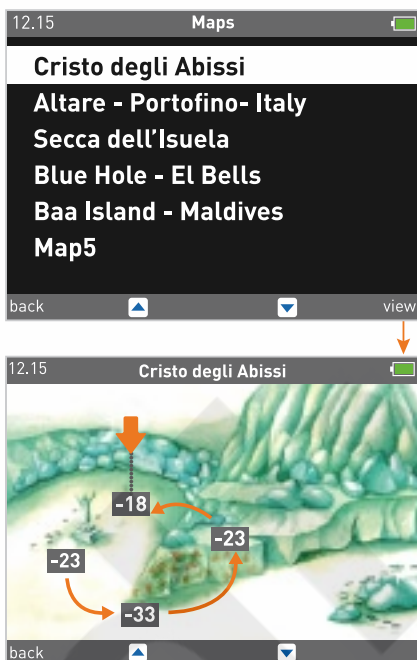 12.15 Maps
Cristo degli Abissi
Altare - Portofino- Italy
Secca dell'Isuela
Blue Hole - El Bells
Baa Island - Maldives
Map5
back view
12.15 Cristo degli Abissi
-18
-23
-23
-33
back